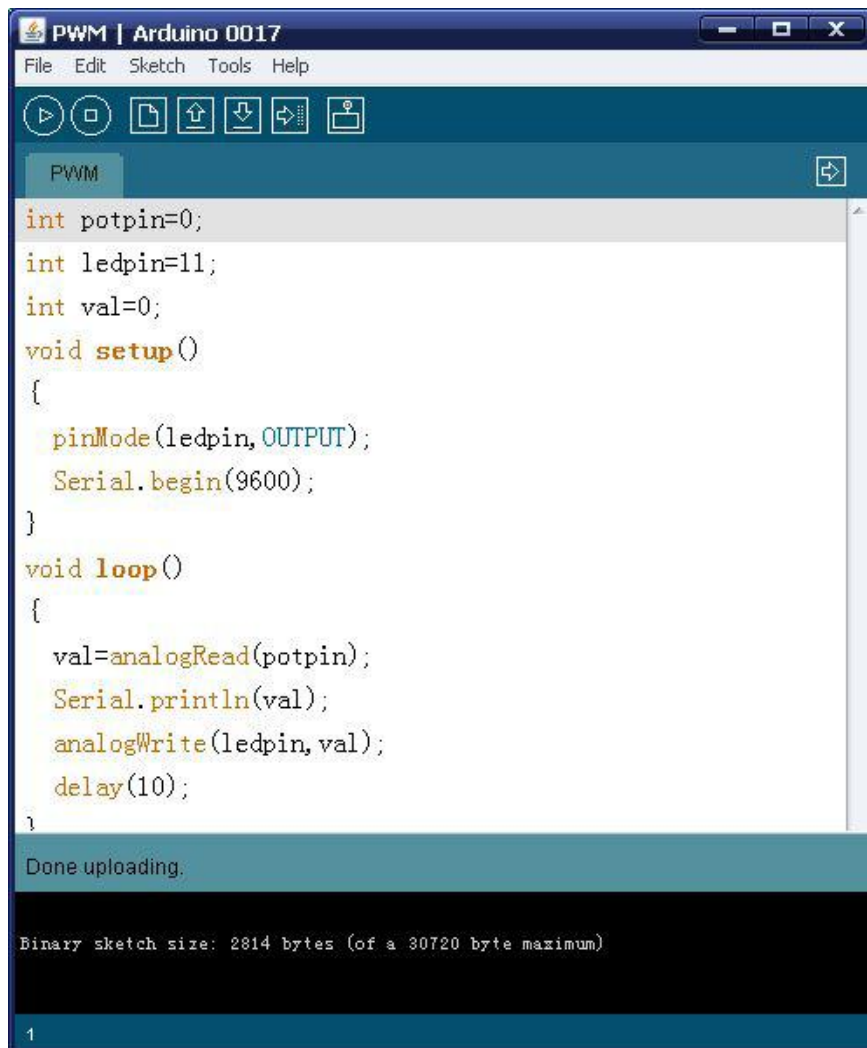 PWM | Arduino 0017
File Edit Sketch Tools Help
PWM
int potpin=0;
int ledpin=11;
int val=0;
void setup()
{
  pinMode(ledpin,OUTPUT);
  Serial.begin(9600);
}
void loop()
{
  val=analogRead(potpin);
  Serial.println(val);
  analogWrite(ledpin,val);
  delay(10);
}
Done uploading.
Binary sketch size: 2814 bytes (of a 30720 byte maximum)
1